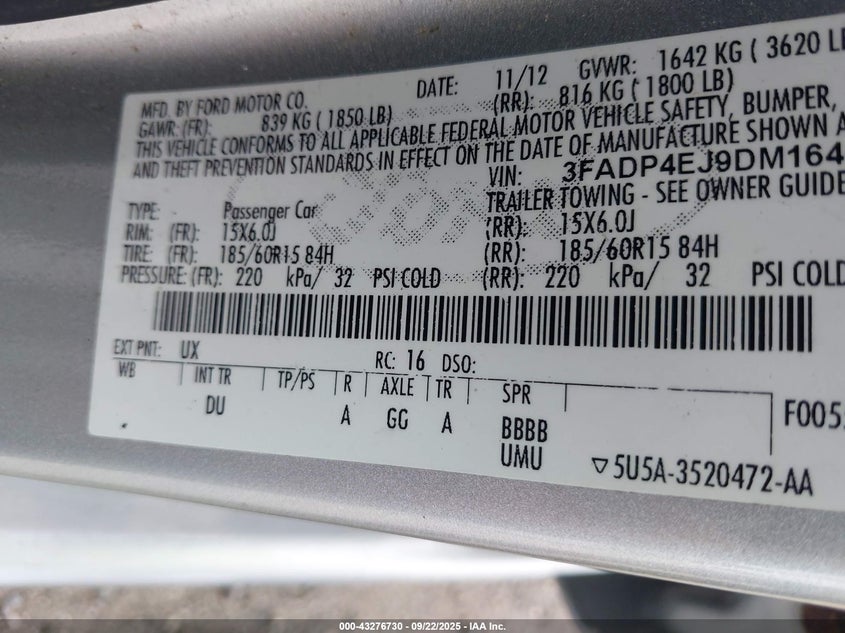 MFD. BY FORD MOTOR CO. DATE: 11/12 GVWR: 1642 KG ( 3620 LB
GAWR: (FR): 839 KG ( 1850 LB) (RR): 816 KG ( 1800 LB)
THIS VEHICLE CONFORMS TO ALL APPLICABLE FEDERAL MOTOR VEHICLE SAFETY, BUMPER,
AND THEFT PREVENTION STANDARDS IN EFFECT ON THE DATE OF MANUFACTURE SHOWN
VIN: 3FADP4EJ9DM164
TRAILER TOWING - SEE OWNER GUIDE
TYPE: Passenger Car
RIM: (FR): 15X6.0J (RR): 15X6.0J
TIRE: (FR): 185/60R15 84H (RR): 185/60R15 84H
PRESSURE: (FR): 220 kPa/ 32 PSI COLD (RR): 220 kPa/ 32 PSI COLD
EXT PNT: UX RC: 16 DSO:
WB INT TR TP/PS R AXLE TR SPR
DU A GG A BBBB
UMU
F005
▽5U5A-3520472-AA
000-43276730 - 09/22/2025 - IAA Inc.